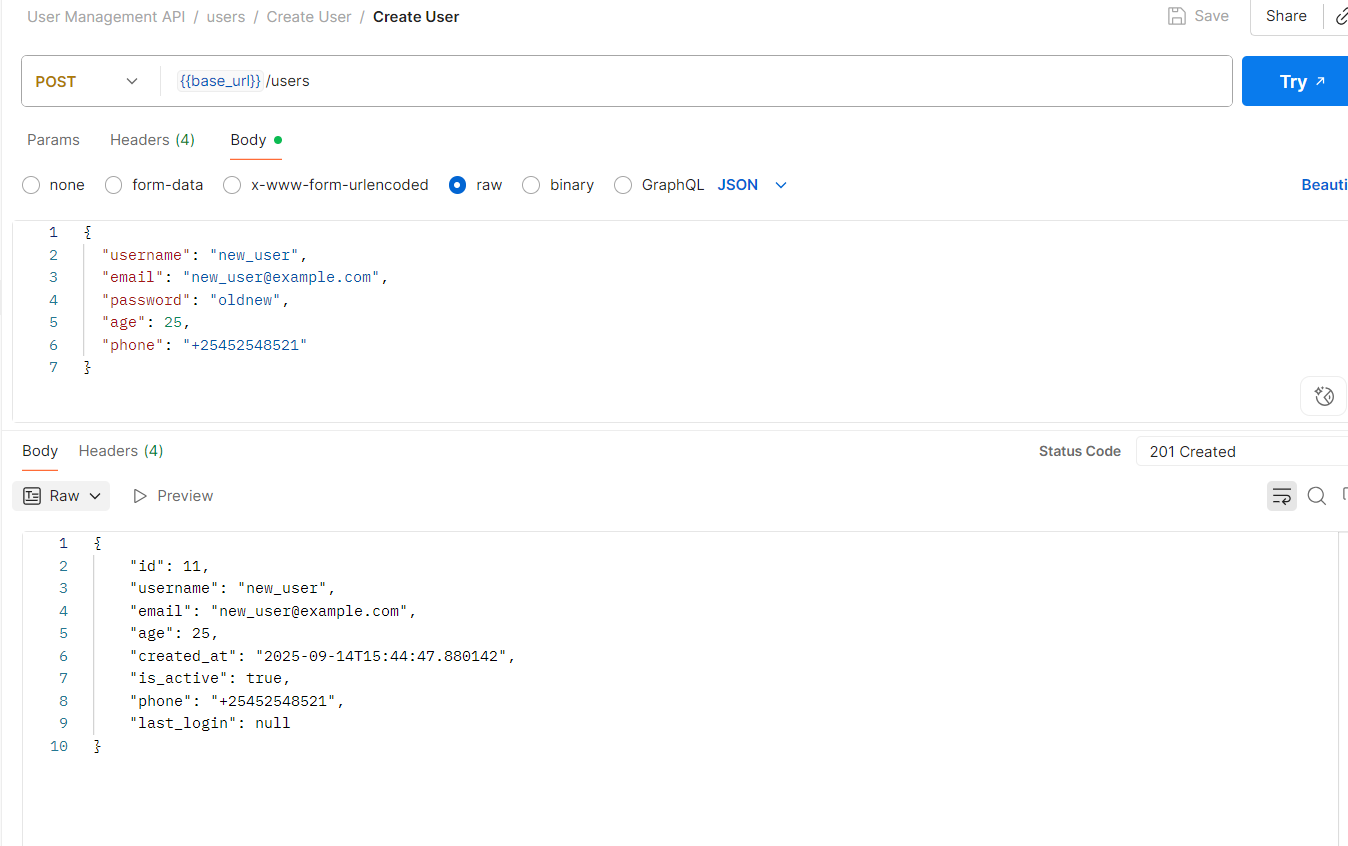 User Management API / users / Create User / Create User
Save Share
POST {{base_url}} /users
Try
Params Headers (4) Body
none form-data x-www-form-urlencoded raw binary GraphQL JSON
Beauti
1 {
2 "username": "new_user",
3 "email": "new_user@example.com",
4 "password": "oldnew",
5 "age": 25,
6 "phone": "+25452548521"
7 }
Body Headers (4) Status Code 201 Created
Raw Preview
1 {
2 "id": 11,
3 "username": "new_user",
4 "email": "new_user@example.com",
5 "age": 25,
6 "created_at": "2025-09-14T15:44:47.880142",
7 "is_active": true,
8 "phone": "+25452548521",
9 "last_login": null
10 }